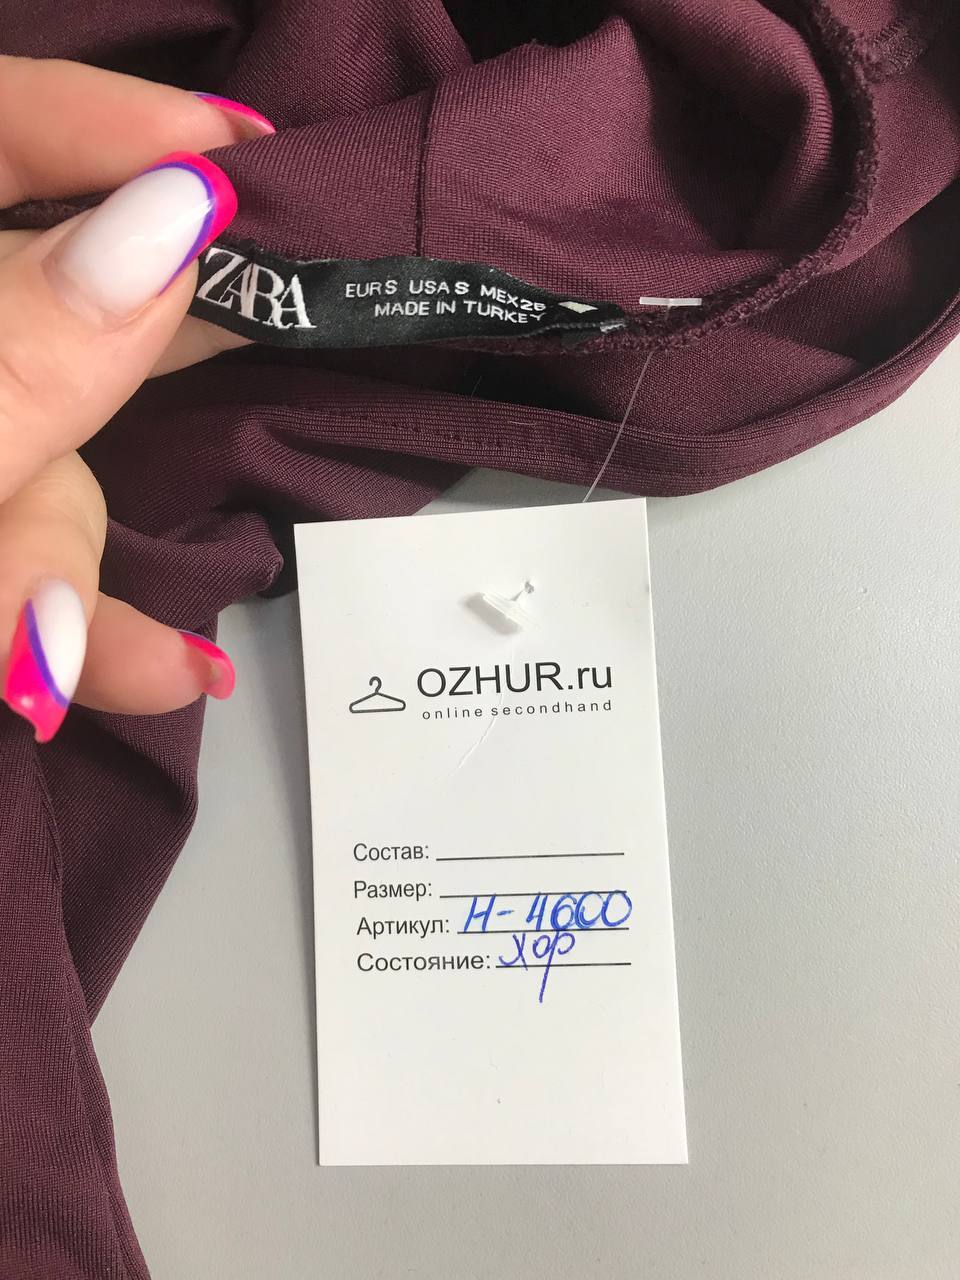 ZARA
EUR S USA S MEX 26
MADE IN TURKEY
OZHUR.ru
online secondhand
Состав:
Размер:
Артикул: Н-4600
Состояние: хор